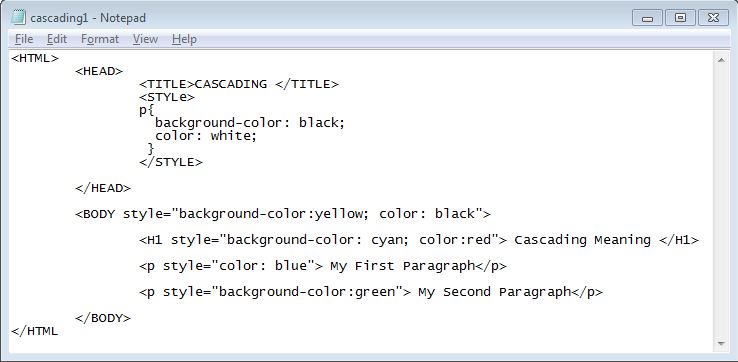 cascading1 - Notepad
File Edit Format View Help
<HTML>
<HEAD>
<TITLE>CASCADING </TITLE>
<STYLe>
p{
background-color: black;
color: white;
}
</STYLE>
</HEAD>
<BODY style="background-color:yellow; color: black">
<H1 style="background-color: cyan; color:red"> Cascading Meaning </H1>
<p style="color: blue"> My First Paragraph</p>
<p style="background-color:green"> My Second Paragraph</p>
</BODY>
</HTML